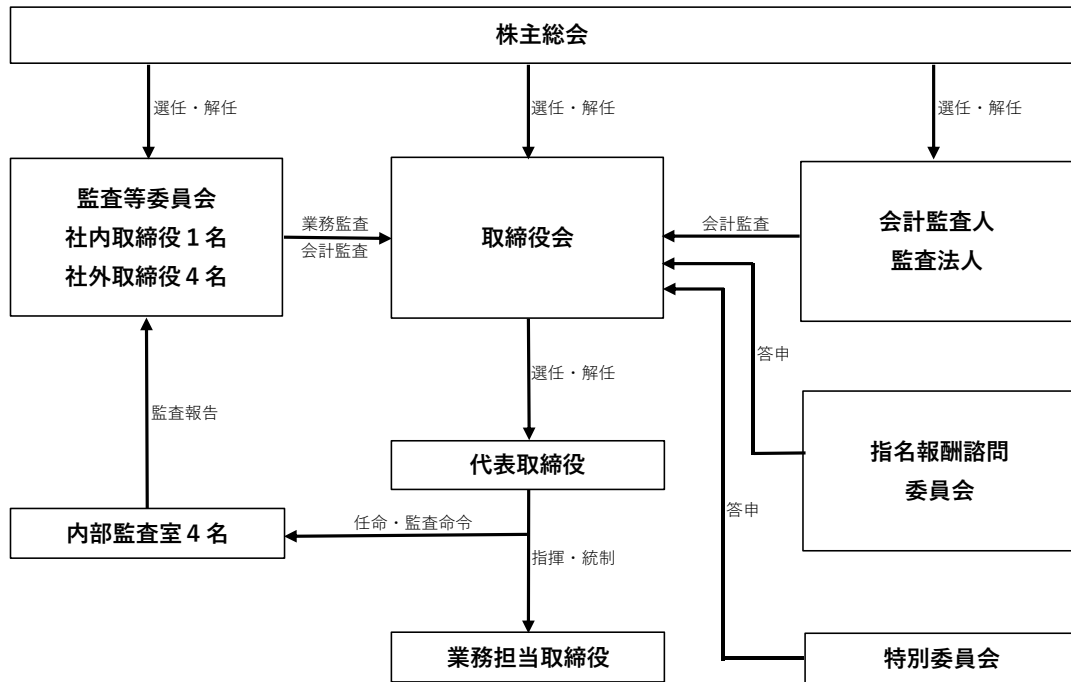 株主総会
選任・解任
選任・解任
選任・解任
監査等委員会
社内取締役1名
社外取締役4名
業務監査
会計監査
取締役会
会計監査
会計監査人
監査法人
答申
選任・解任
監査報告
代表取締役
指名報酬諮問
委員会
内部監査室4名
任命・監査命令
答申
指揮・統制
業務担当取締役
特別委員会